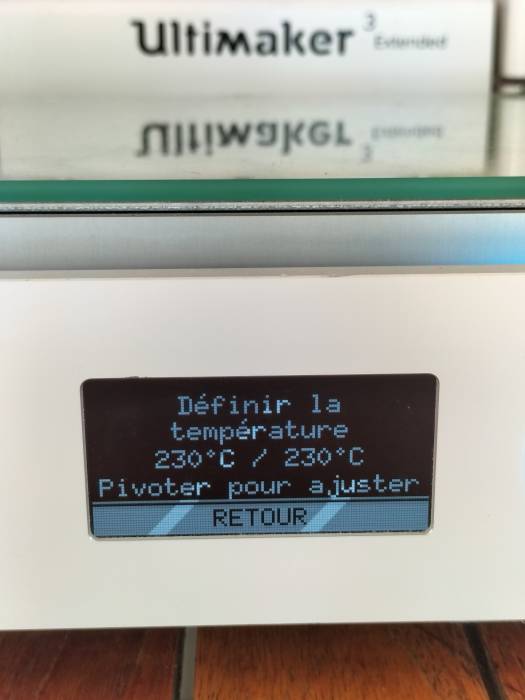 Ultimaker 3
Extended
Définir la
température
230°C / 230°C
Pivoter pour ajuster
RETOUR